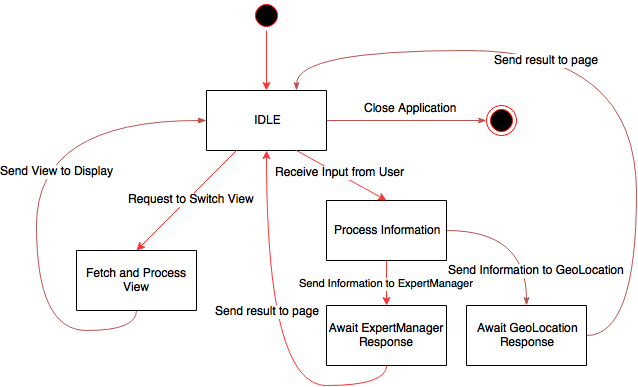 Send result to page
Close Application
IDLE
Send View to Display
Receive Input from User
Request to Switch View
Process Information
Fetch and Process
View
Send Information to GeoLocation
Send Information to ExpertManager
Send result to page
Await ExpertManager
Response
Await GeoLocation
Response